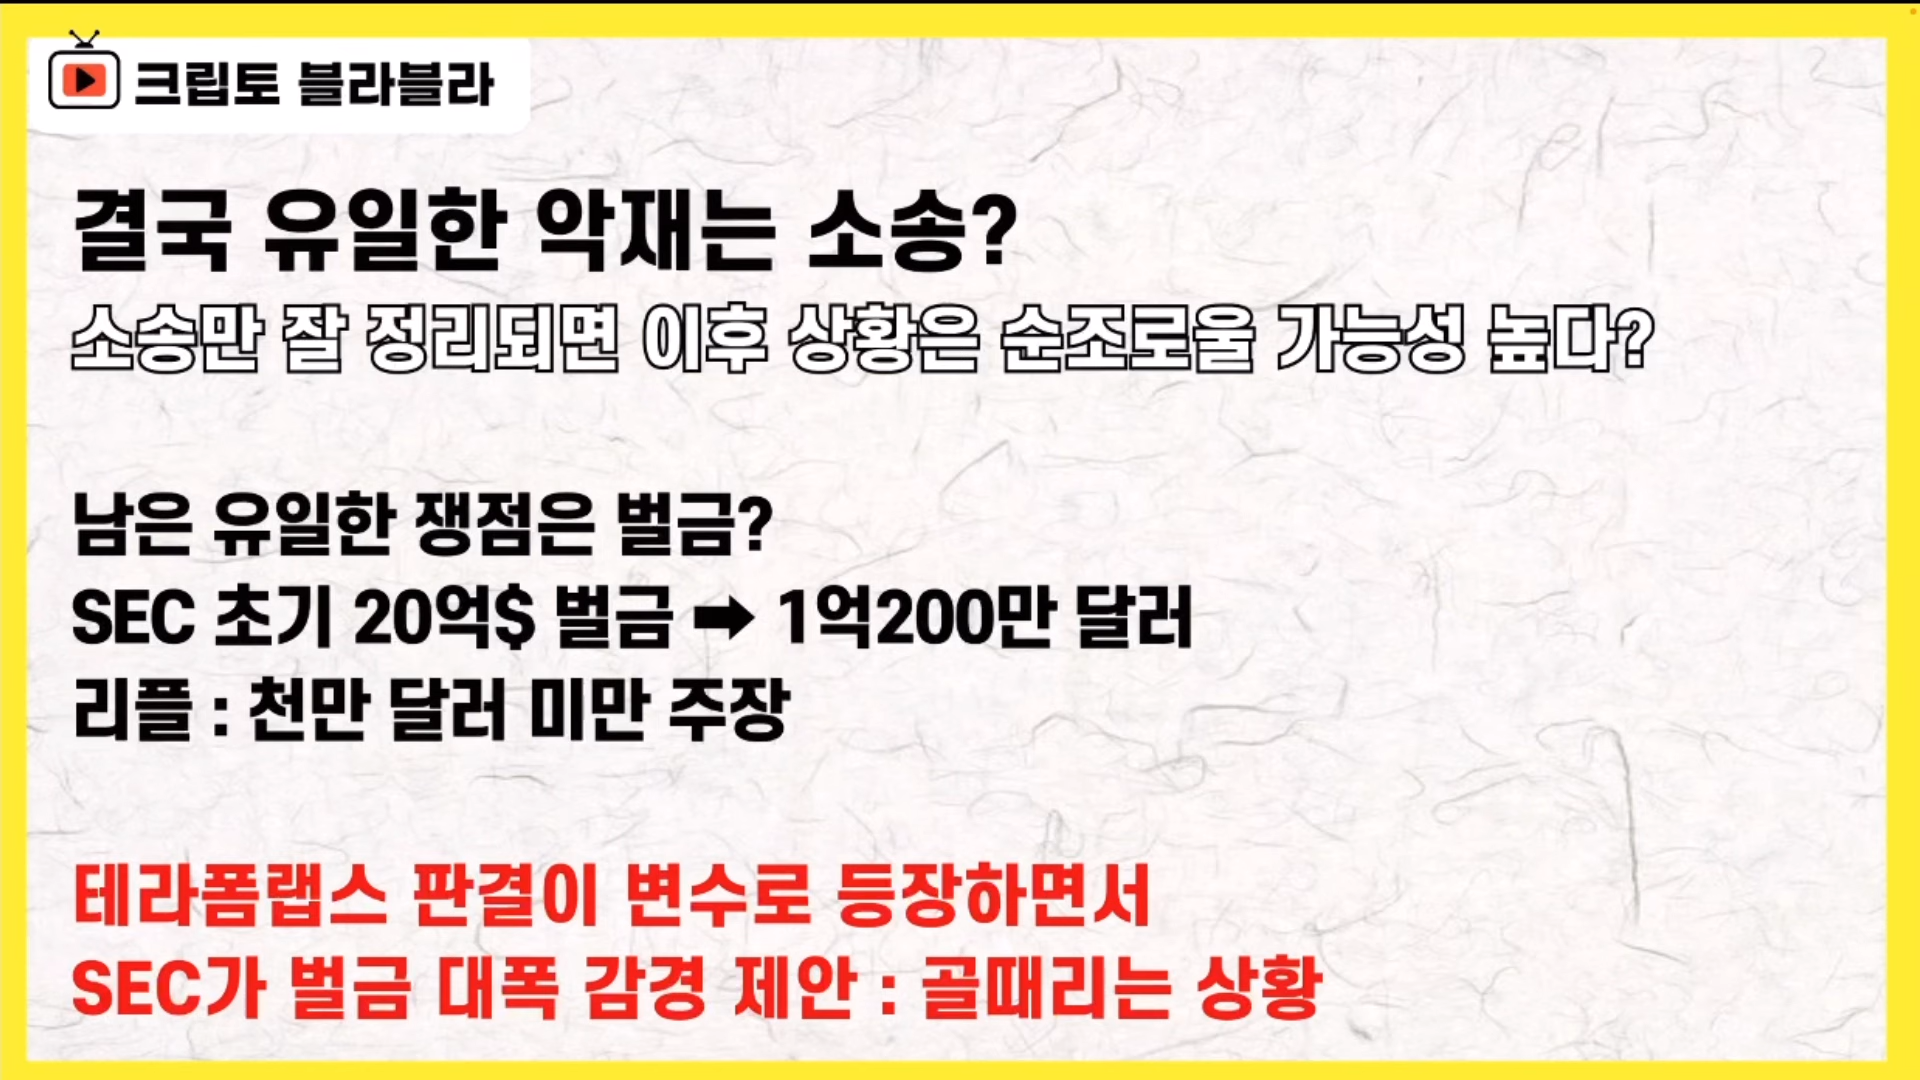 크립토 블라블라
결국 유일한 악재는 소송?
소송만 잘 정리되면 이후 상황은 순조로울 가능성 높다?
남은 유일한 쟁점은 벌금?
SEC 초기 20억$ 벌금 ➡ 1억200만 달러
리플 : 천만 달러 미만 주장
테라폼랩스 판결이 변수로 등장하면서
SEC가 벌금 대폭 감경 제안 : 골때리는 상황